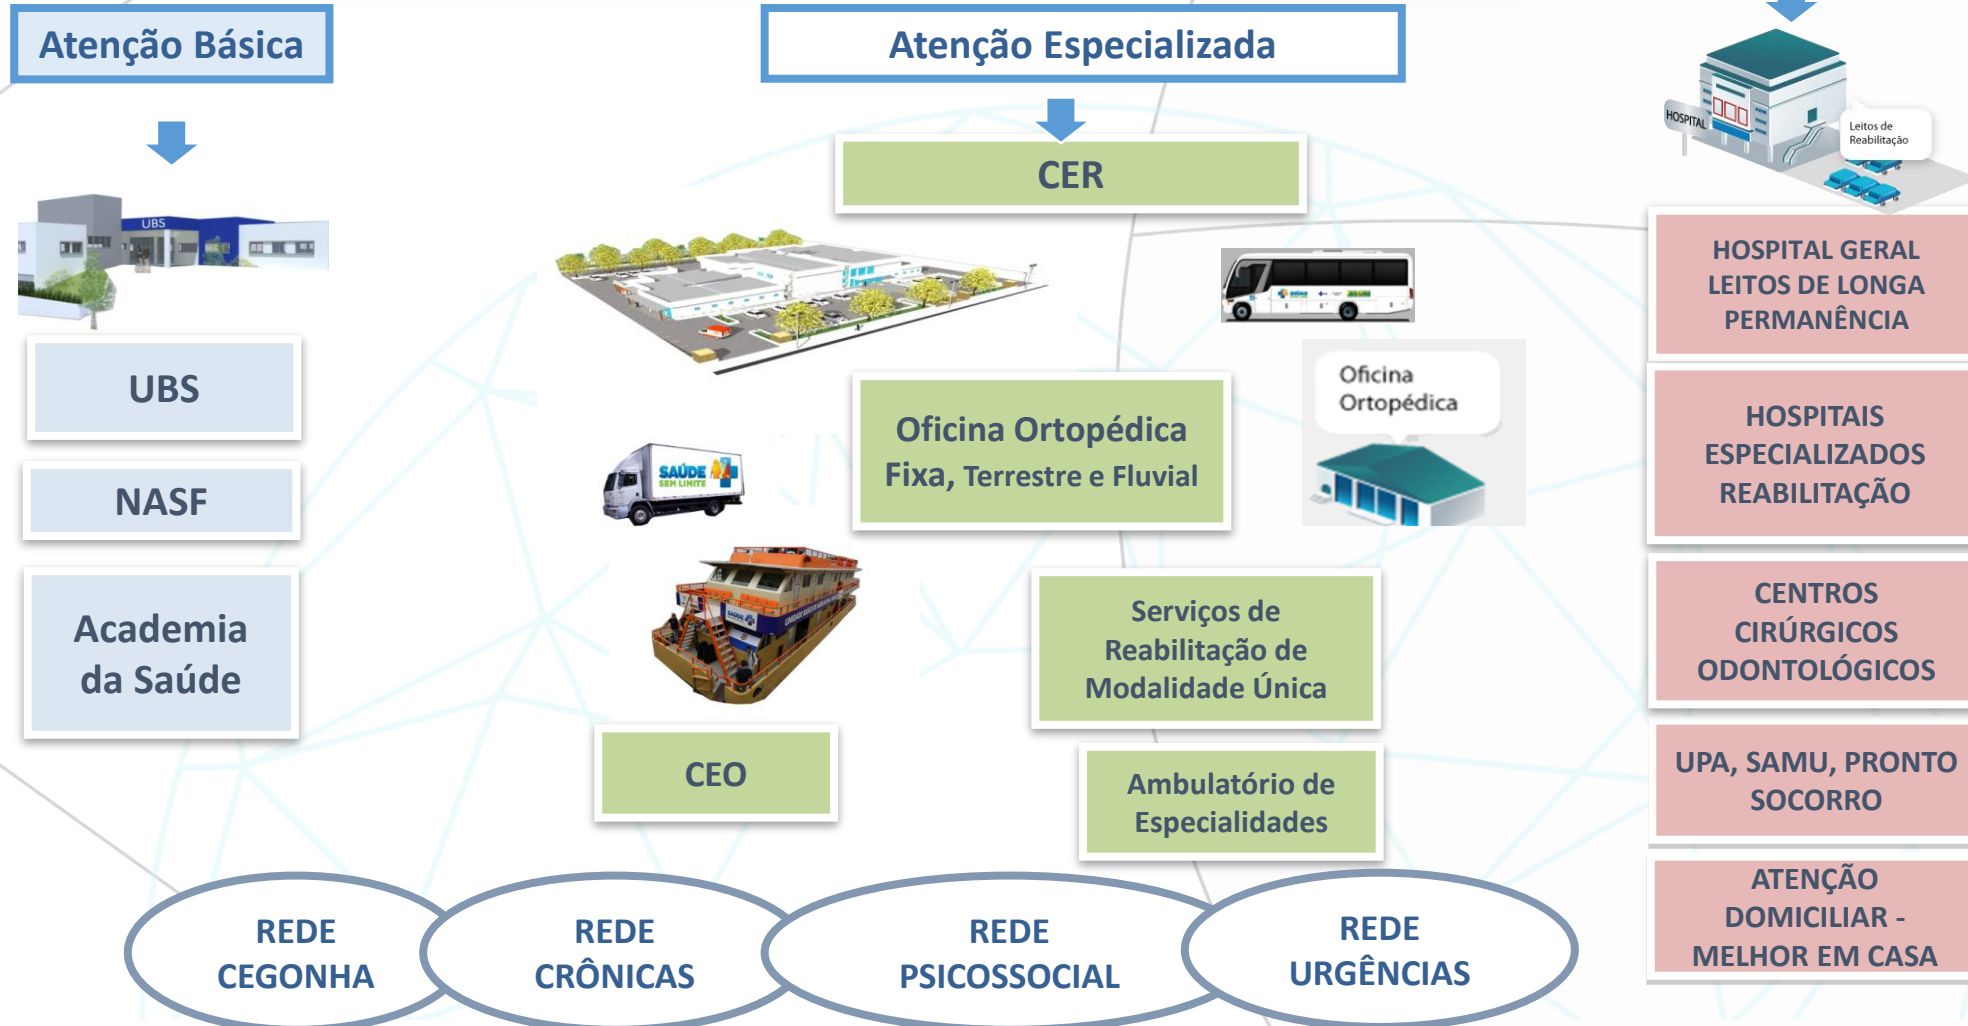 Atenção Básica
Atenção Especializada
HOSPITAL
Leitos de
Reabilitação
UBS
UBS
NASF
Academia
da Saúde
CER
Oficina Ortopédica
Fixa, Terrestre e Fluvial
Oficina
Ortopédica
SAÚDE
SEM LIMITE
SAÚDE
Serviços de
Reabilitação de
Modalidade Única
CEO
Ambulatório de
Especialidades
HOSPITAL GERAL
LEITOS DE LONGA
PERMANÊNCIA
HOSPITAIS
ESPECIALIZADOS
REABILITAÇÃO
CENTROS
CIRÚRGICOS
ODONTOLÓGICOS
UPA, SAMU, PRONTO
SOCORRO
ATENÇÃO
DOMICILIAR -
MELHOR EM CASA
REDE
CEGONHA
REDE
CRÔNICAS
REDE
PSICOSSOCIAL
REDE
URGÊNCIAS